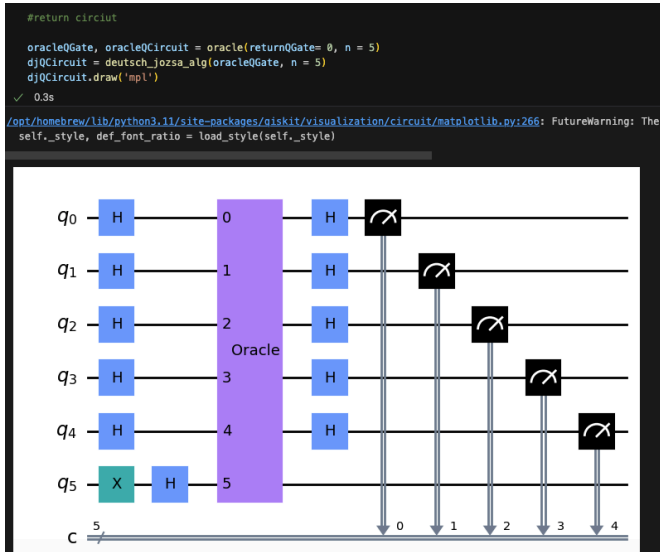 #return circiut
oracleQGate, oracleQCircuit = oracle(returnQGate= 0, n = 5)
djQCircuit = deutsch_jozsa_alg(oracleQGate, n = 5)
djQCircuit.draw('mpl')
✓ 0.3s
/opt/homebrew/lib/python3.11/site-packages/qiskit/visualization/circuit/matplotlib.py:266: FutureWarning: The
self._style, def_font_ratio = load_style(self._style)
q0 H 0 H
q1 H 1 H
q2 H 2 H
Oracle
q3 H 3 H
q4 H 4 H
q5 X H 5
c 5 0 1 2 3 4